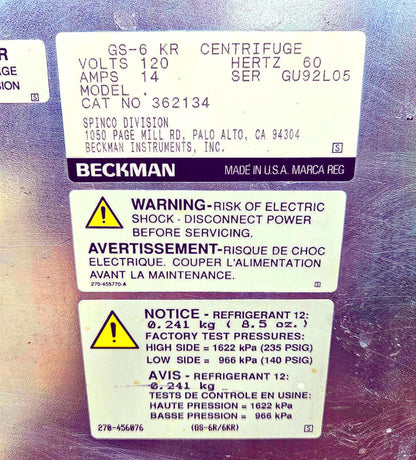 R
AGE
SION
S
GS-6 KR CENTRIFUGE
VOLTS 120 HERTZ 60
AMPS 14 SER GU92L05
MODEL .
CAT NO 362134
SPINCO DIVISION
1050 PAGE MILL RD, PALO ALTO, CA 94304
BECKMAN INSTRUMENTS, INC. S
BECKMAN MADE IN U.S.A. MARCA REG
WARNING-RISK OF ELECTRIC
SHOCK - DISCONNECT POWER
BEFORE SERVICING.
AVERTISSEMENT-RISQUE DE CHOC
ELECTRIQUE. COUPER L'ALIMENTATION
AVANT LA MAINTENANCE.
270-455770-A S
NOTICE - REFRIGERANT 12:
0.241 kg ( 8.5 oz.)
FACTORY TEST PRESSURES:
HIGH SIDE = 1622 kPa (235 PSIG)
LOW SIDE = 966 kPa (140 PSIG)
AVIS - REFRIGERANT 12:
0.241 kg
TESTS DE CONTROLE EN USINE:
HAUTE PRESSION = 1622 kPa
BASSE PRESSION = 966 kPa
270-456076 (GS-6R/6KR) S